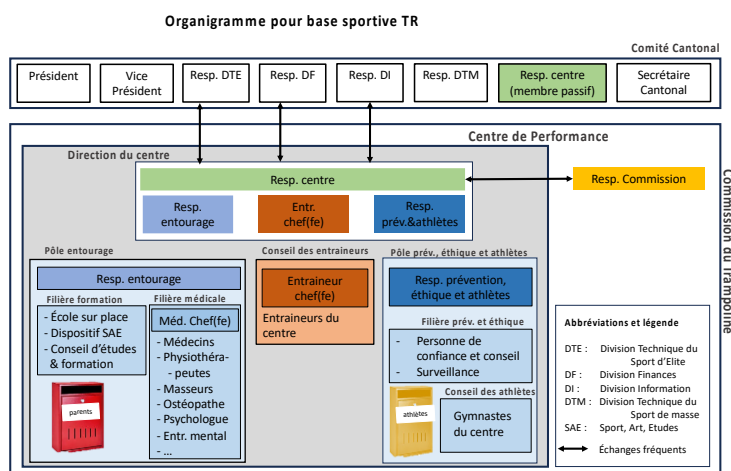 Organigramme pour base sportive TR
Comité Cantonal
Président
Vice
Président
Resp. DTE
Resp. DF
Resp. DI
Resp. DTM
Resp. centre
(membre passif)
Secrétaire
Cantonal
Centre de Performance
Commission du Trampoline
Direction du centre
Resp. centre
Resp. Commission
Resp.
entourage
Entr.
chef(fe)
Resp.
prév.&athlètes
Pôle entourage
Resp. entourage
Filière formation
- École sur place
- Dispositif SAE
- Conseil d'études
& formation
parents
Filière médicale
Méd. Chef(fe)
- Médecins
- Physiothéra-
- peutes
- Masseurs
- Ostéopathe
- Psychologue
- Entr. mental
- ...
Conseil des entraineurs
Entraineur
chef(fe)
Entraineurs du
centre
Pôle prév., éthique et athlètes
Resp. prévention,
éthique et athlètes
Filière prév. et éthique
- Personne de
confiance et conseil
- Surveillance
Conseil des athlètes
athlètes
Gymnastes
du centre
Abbréviations et légende
DTE : Division Technique du
Sport d'Elite
DF : Division Finances
DI : Division Information
DTM : Division Technique du
Sport de masse
SAE : Sport, Art, Etudes
Échanges fréquents